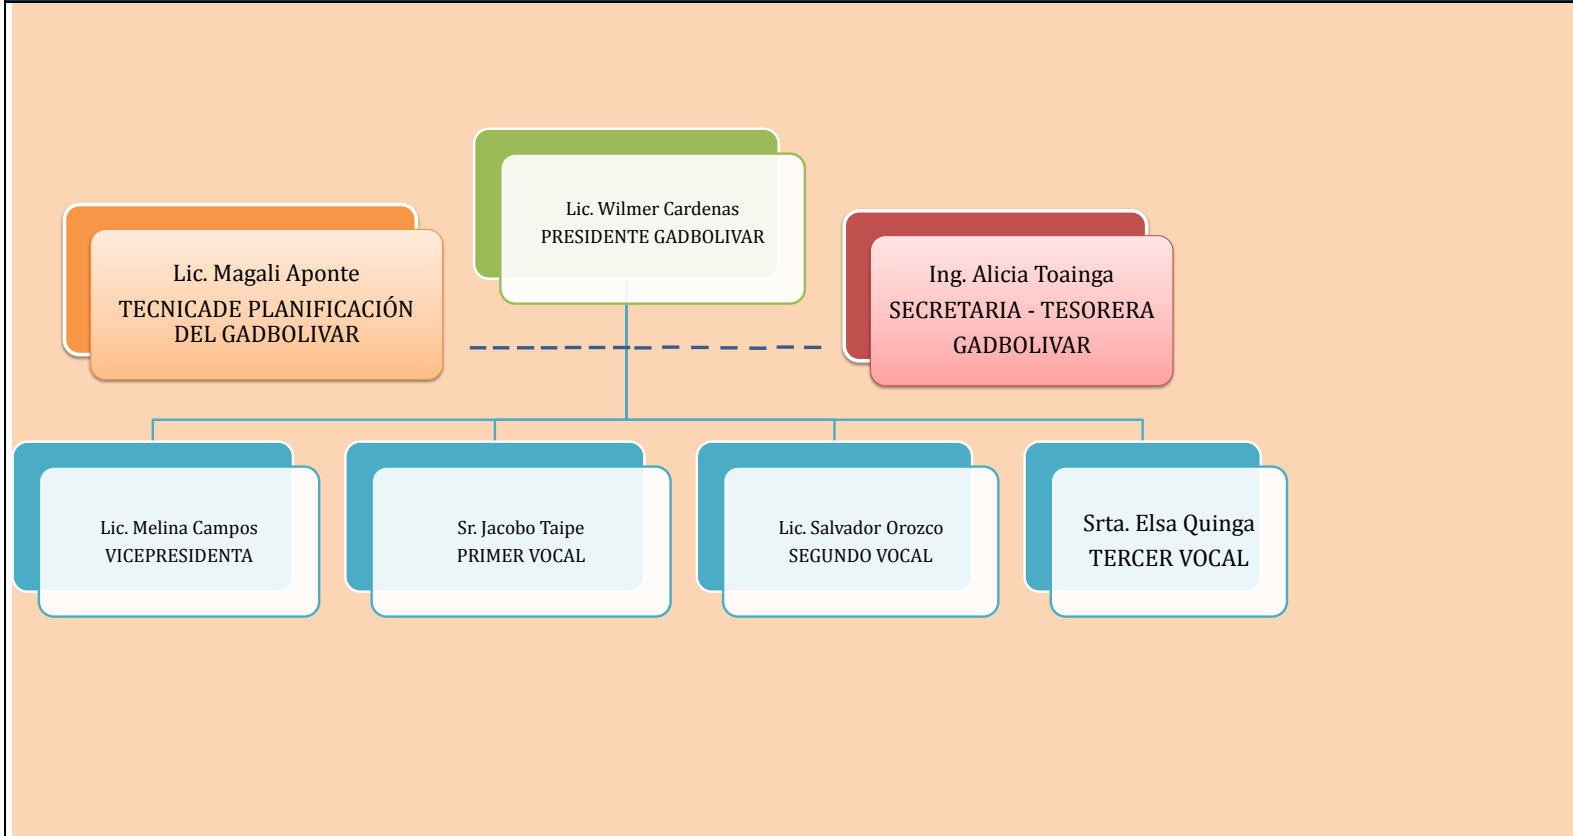 Lic. Wilmer Cardenas
PRESIDENTE GADBOLIVAR
Lic. Magali Aponte
TECNICADE PLANIFICACIÓN
DEL GADBOLIVAR
Ing. Alicia Toainga
SECRETARIA - TESORERA
GADBOLIVAR
Lic. Melina Campos
VICEPRESIDENTA
Sr. Jacobo Taipe
PRIMER VOCAL
Lic. Salvador Orozco
SEGUNDO VOCAL
Srta. Elsa Quinga
TERCER VOCAL